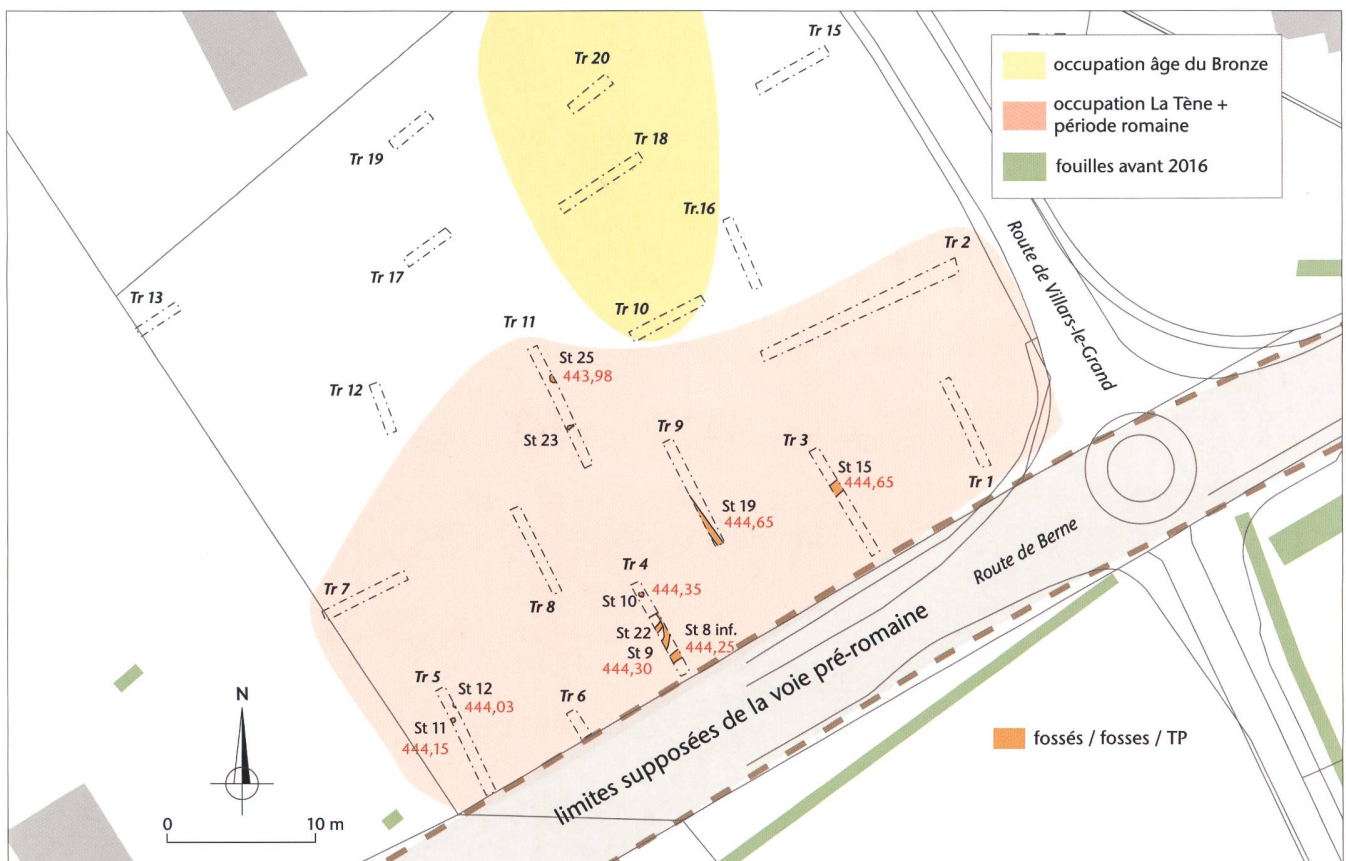 Tr 15
Tr 20
occupation âge du Bronze
occupation La Tène +
période romaine
fouilles avant 2016
Tr 19
Tr 18
Tr.16
Tr 17
Tr 2
Route de Villars-le-Grand
Tr 13
Tr 10
Tr 11
St 25
443,98
Tr 12
St 23
Tr 9
Tr 3
St 15
444,65
Tr 1
St 19
444,65
Route de Berne
Tr 7
Tr 8
Tr 4
444,35
St 10
St 22
St 8 inf.
444,25
St 9
444,30
limites supposées de la voie pré-romaine
Tr 5
St 12
444,03
St 11
444,15
Tr 6
N
fossés / fosses / TP
0
10 m